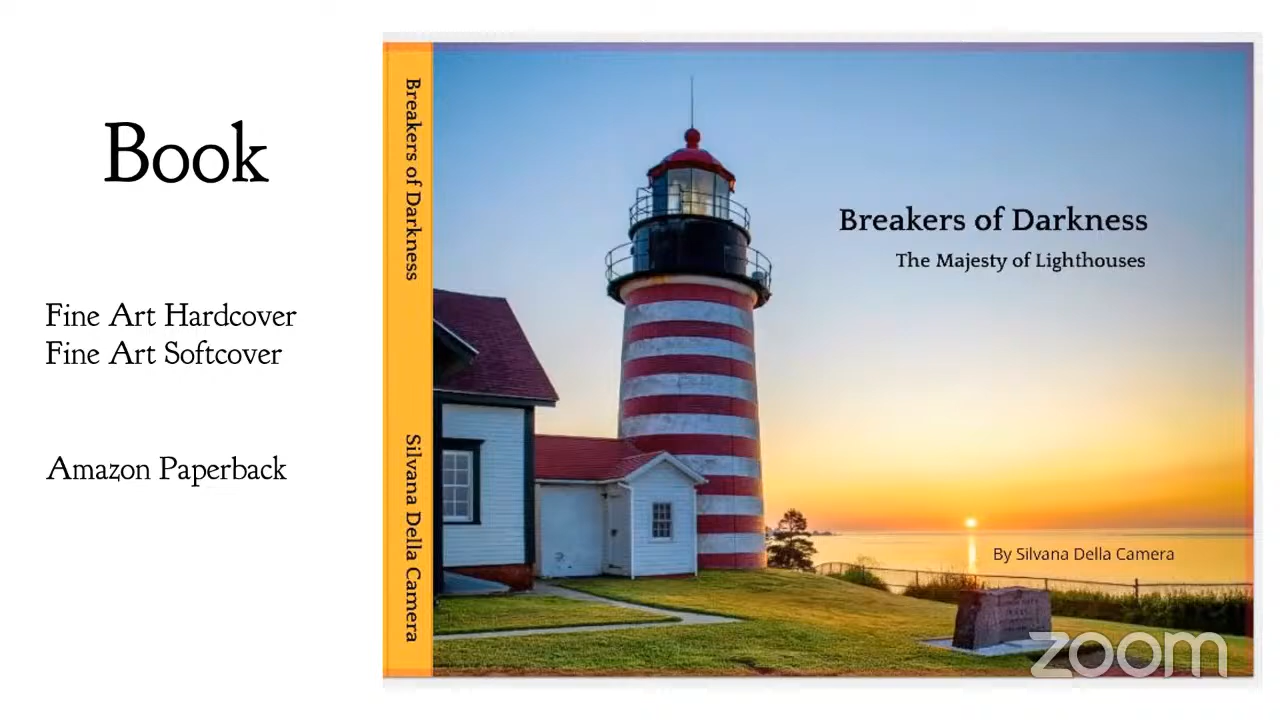 Book
Fine Art Hardcover
Fine Art Softcover
Amazon Paperback
Breakers of Darkness
Silvana Della Camera
Breakers of Darkness
The Majesty of Lighthouses
By Silvana Della Camera
zoom